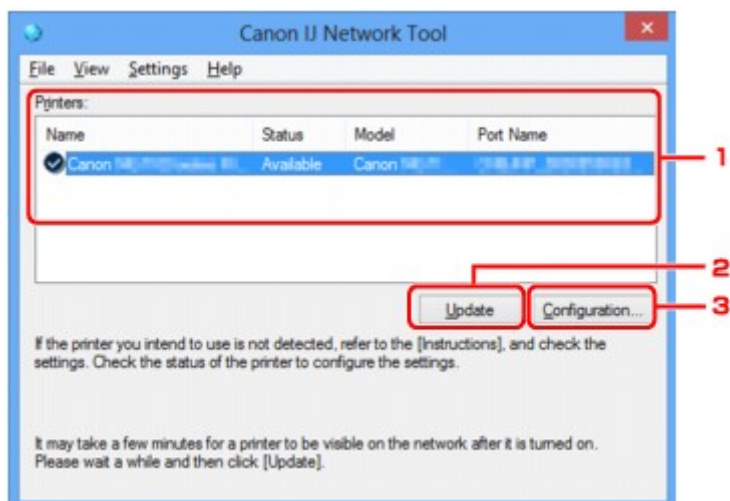 Canon IJ Network Tool
File View Settings Help
Printers:
Name Status Model Port Name
Canon Available Canon
1
2
Update Configuration...
3
If the printer you intend to use is not detected, refer to the [Instructions], and check the
settings. Check the status of the printer to configure the settings.
It may take a few minutes for a printer to be visible on the network after it is turned on.
Please wait a while and then click [Update].